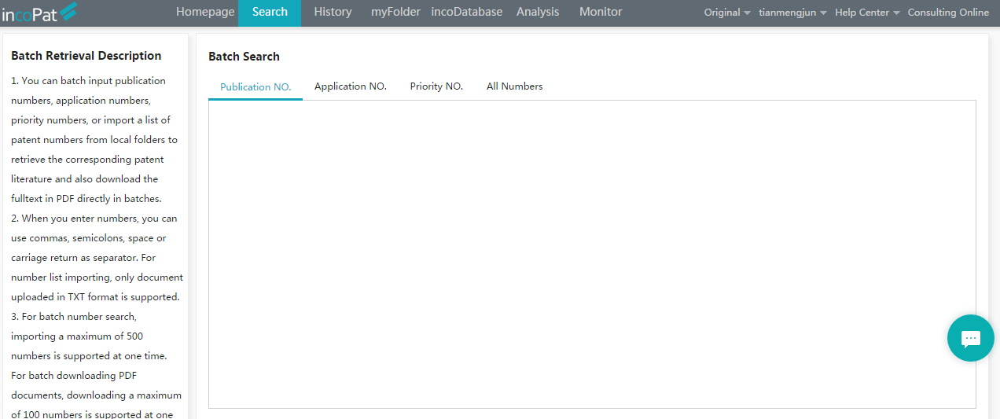 incoPat
Homepage Search History myFolder incoDatabase Analysis Monitor Original tianmengjun Help Center Consulting Online
Batch Retrieval Description
1. You can batch input publication
numbers, application numbers,
priority numbers, or import a list of
patent numbers from local folders to
retrieve the corresponding patent
literature and also download the
fulltext in PDF directly in batches.
2. When you enter numbers, you can
use commas, semicolons, space or
carriage return as separator. For
number list importing, only document
uploaded in TXT format is supported.
3. For batch number search,
importing a maximum of 500
numbers is supported at one time.
For batch downloading PDF
documents, downloading a maximum
of 100 numbers is supported at one
Batch Search
Publication NO. Application NO. Priority NO. All Numbers